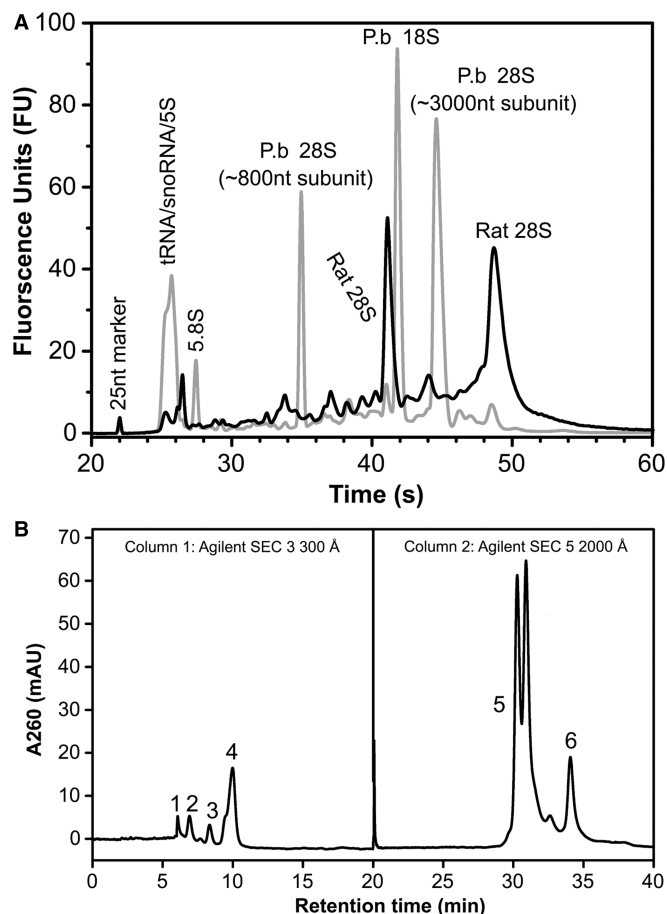 A
100
80
60
40
20
0
Fluorescence Units (FU)
25nt marker
tRNA/snoRNA/5S
5.8S
P.b 28S
(~800nt subunit)
Rat 28S
P.b 18S
P.b 28S
(~3000nt subunit)
Rat 28S
20 30 40 50 60
Time (s)
B
70
60
50
40
30
20
10
0
A260 (mAU)
Column 1: Agilent SEC 3 300 Å
Column 2: Agilent SEC 5 2000 Å
1 2 3 4 5 6
0 5 10 15 20 25 30 35 40
Retention time (min)